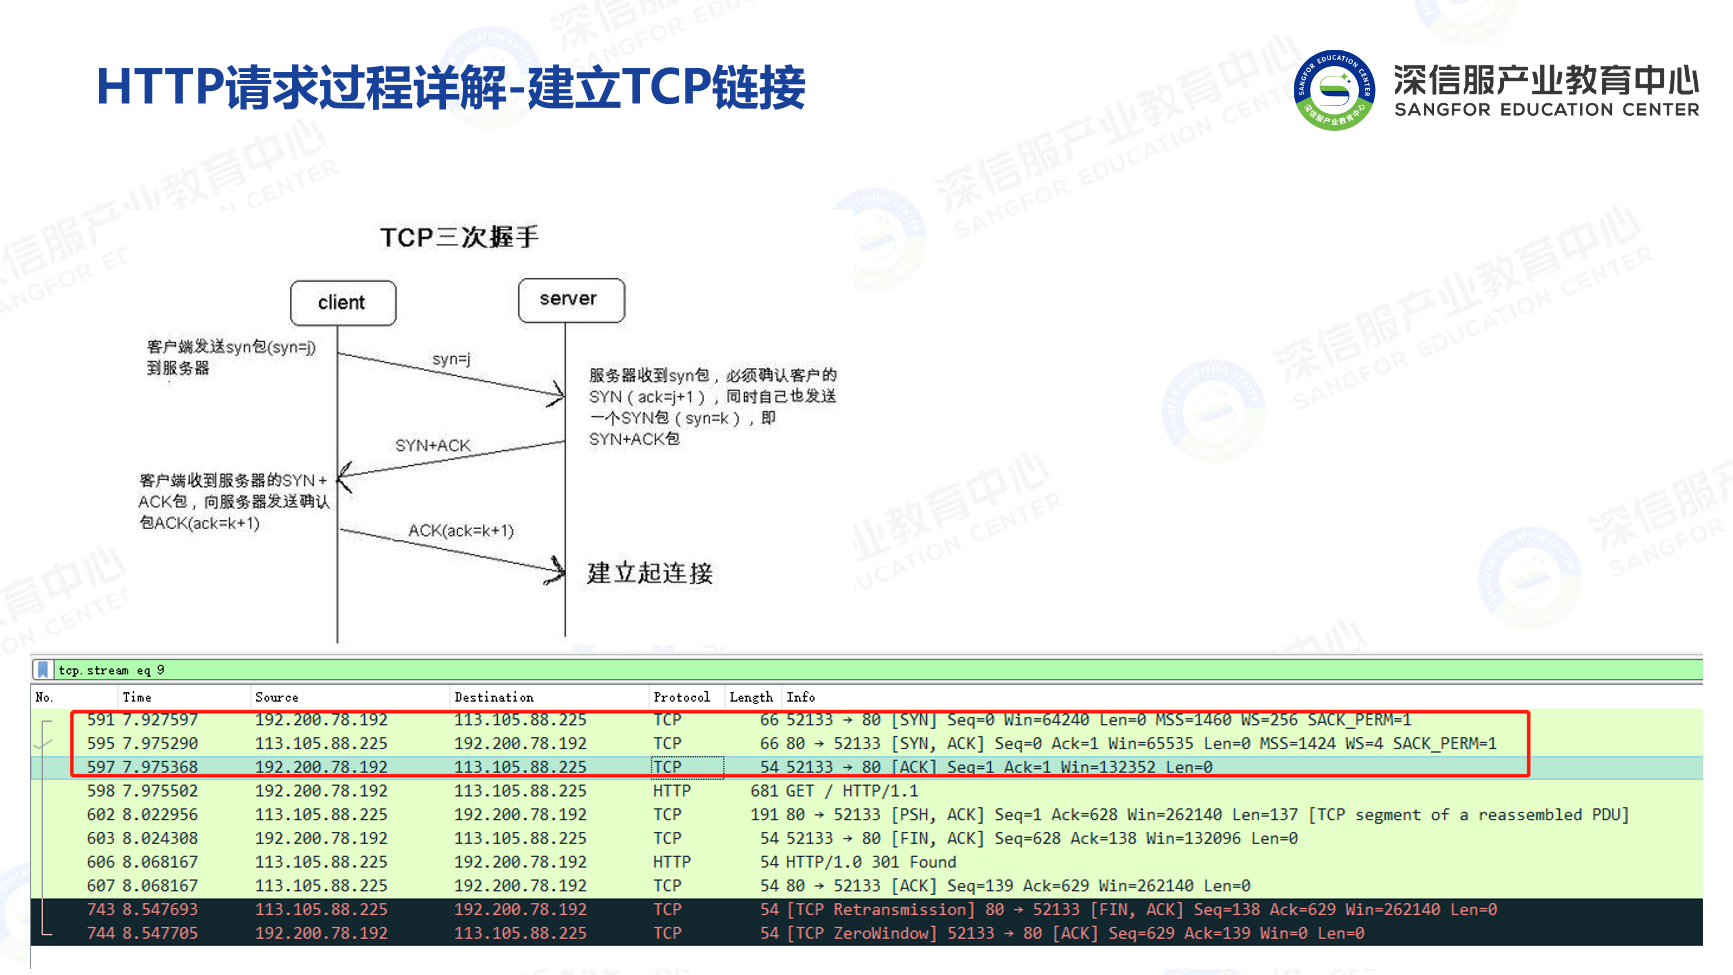 HTTP请求过程详解-建立TCP链接
深信服产业教育中心
SANGFOR EDUCATION CENTER
TCP三次握手
client
server
客户端发送syn包(syn=j)
到服务器
syn=j
服务器收到syn包，必须确认客户的
SYN（ack=j+1），同时自己也发送
一个SYN包（syn=k），即
SYN+ACK包
SYN+ACK
客户端收到服务器的SYN+
ACK包，向服务器发送确认
包ACK(ack=k+1)
ACK(ack=k+1)
建立起连接
tcp.stream eq 9
No. Time Source Destination Protocol Length Info
591 7.927597 192.200.78.192 113.105.88.225 TCP 66 52133 → 80 [SYN] Seq=0 Win=64240 Len=0 MSS=1460 WS=256 SACK_PERM=1
595 7.975290 113.105.88.225 192.200.78.192 TCP 66 80 → 52133 [SYN, ACK] Seq=0 Ack=1 Win=65535 Len=0 MSS=1424 WS=4 SACK_PERM=1
597 7.975368 192.200.78.192 113.105.88.225 TCP 54 52133 → 80 [ACK] Seq=1 Ack=1 Win=132352 Len=0
598 7.975502 192.200.78.192 113.105.88.225 HTTP 681 GET / HTTP/1.1
602 8.022956 113.105.88.225 192.200.78.192 TCP 191 80 → 52133 [PSH, ACK] Seq=1 Ack=628 Win=262140 Len=137 [TCP segment of a reassembled PDU]
603 8.024308 192.200.78.192 113.105.88.225 TCP 54 52133 → 80 [FIN, ACK] Seq=628 Ack=138 Win=132096 Len=0
606 8.068167 113.105.88.225 192.200.78.192 HTTP 54 HTTP/1.0 301 Found
607 8.068167 113.105.88.225 192.200.78.192 TCP 54 80 → 52133 [ACK] Seq=139 Ack=629 Win=262140 Len=0
743 8.547693 113.105.88.225 192.200.78.192 TCP 54 [TCP Retransmission] 80 → 52133 [FIN, ACK] Seq=138 Ack=629 Win=262140 Len=0
744 8.547705 192.200.78.192 113.105.88.225 TCP 54 [TCP ZeroWindow] 52133 → 80 [ACK] Seq=629 Ack=139 Win=0 Len=0